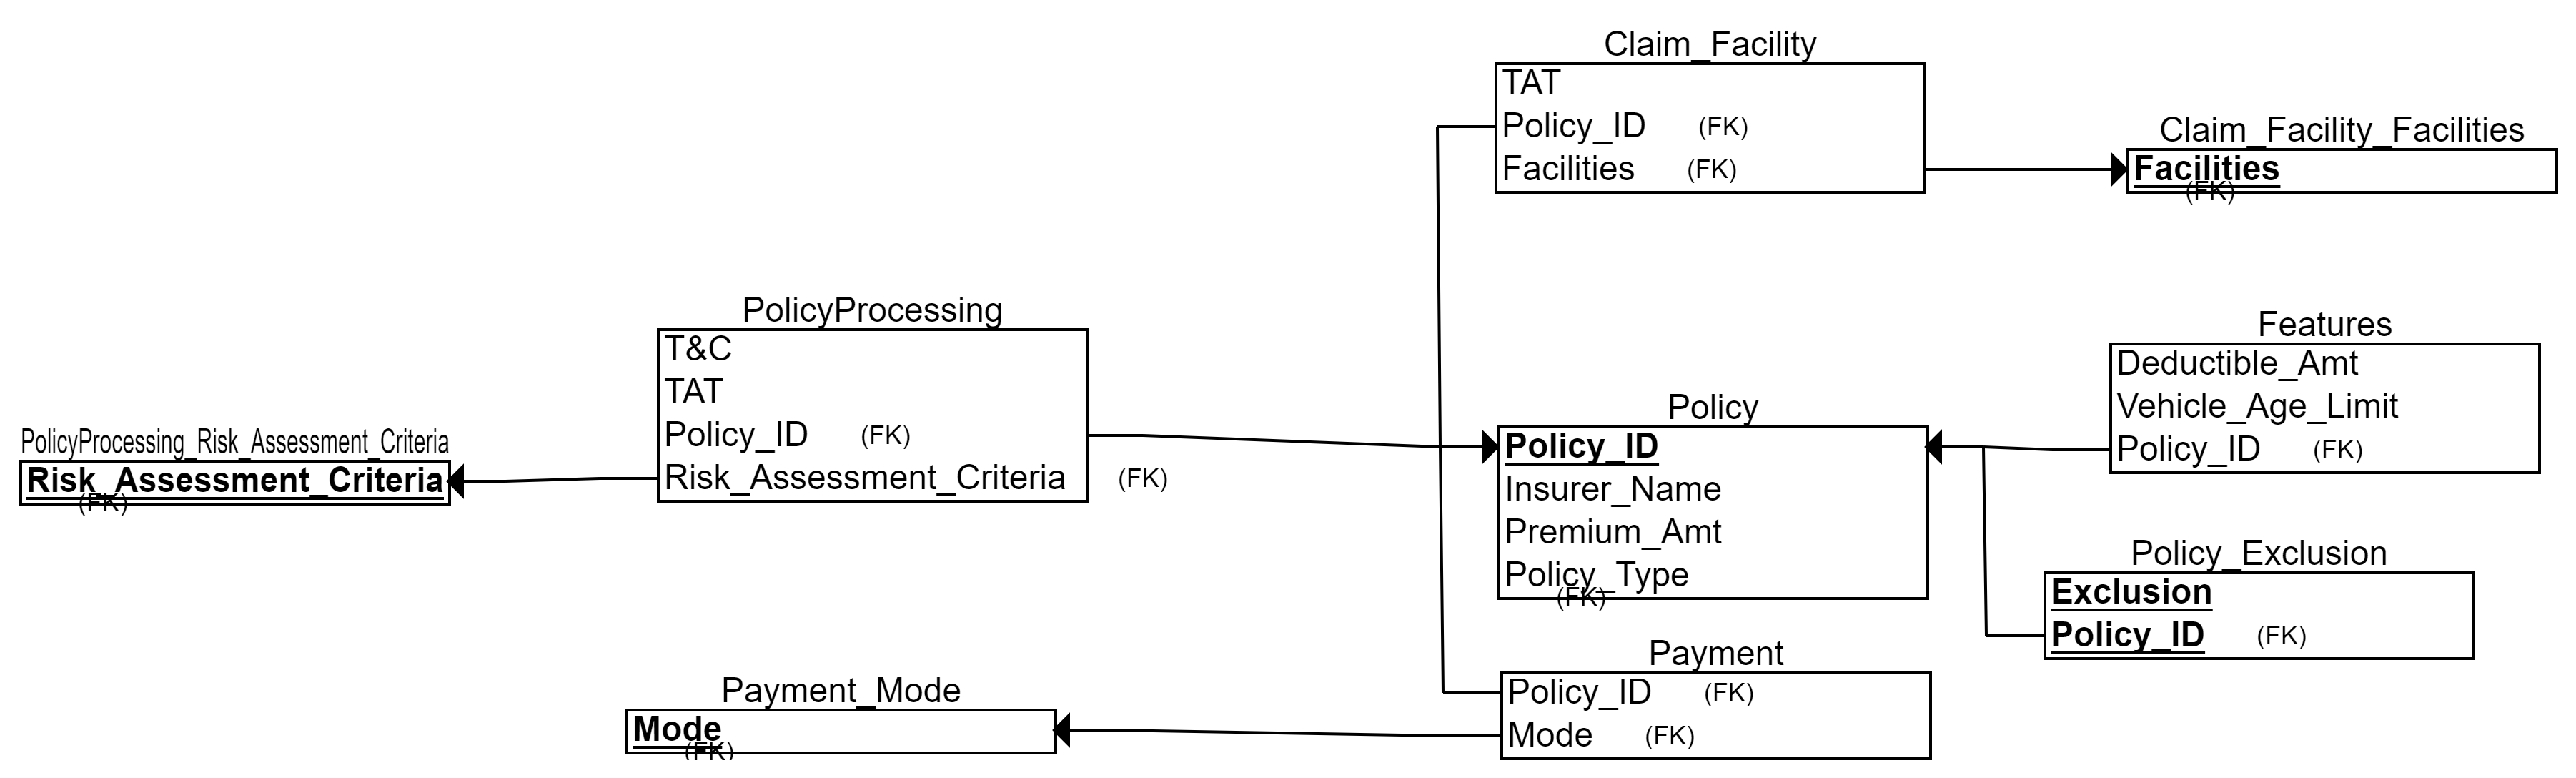 Claim_Facility
TAT
Policy_ID (FK)
Facilities (FK)
Claim_Facility_Facilities
Facilities
(FK)
PolicyProcessing
T&C
TAT
Policy_ID (FK)
Risk_Assessment_Criteria (FK)
PolicyProcessing_Risk_Assessment_Criteria
Risk_Assessment_Criteria
(FK)
Policy
Policy_ID
Insurer_Name
Premium_Amt
Policy_Type
(FK)
Features
Deductible_Amt
Vehicle_Age_Limit
Policy_ID (FK)
Policy_Exclusion
Exclusion
Policy_ID (FK)
Payment
Policy_ID (FK)
Mode (FK)
Payment_Mode
Mode
(FK)